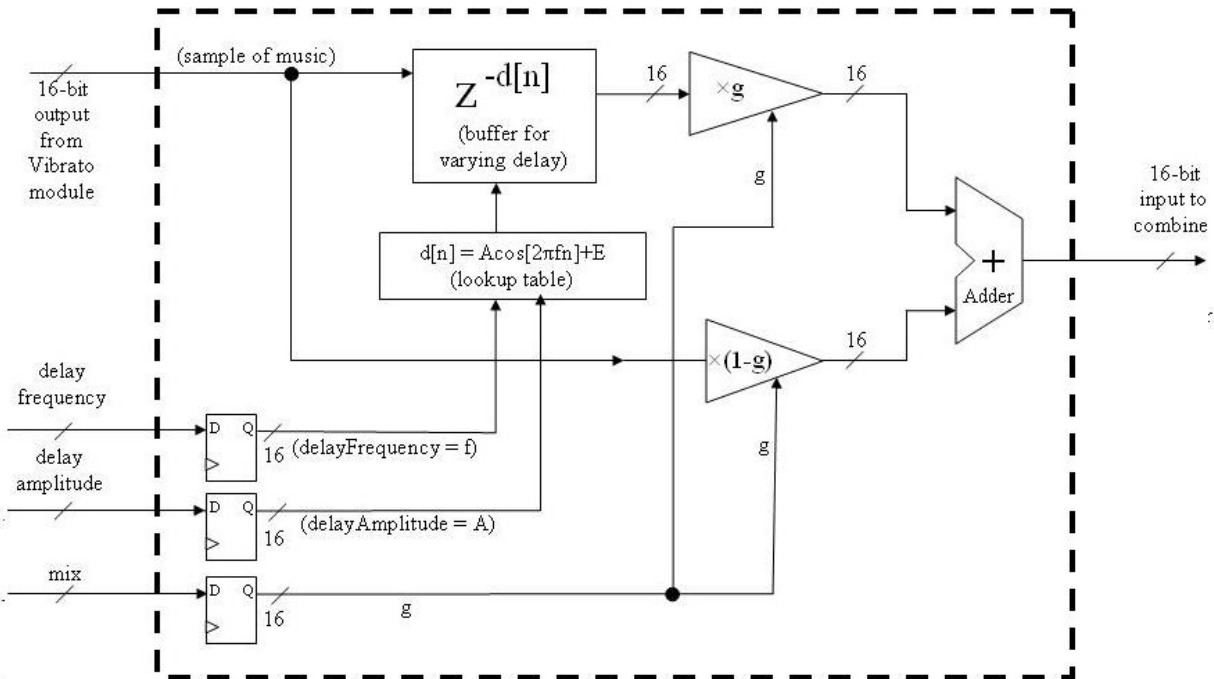 (sample of music)
16-bit
output
from
Vibrato
module
Z -d[n]
(buffer for
varying delay)
16
×g
16
g
d[n] = Acos[2πfn]+E
(lookup table)
16-bit
input to
combine
+
Adder
×(1-g)
16
g
delay
frequency
D Q
16
(delayFrequency = f)
delay
amplitude
D Q
16
(delayAmplitude = A)
mix
D Q
16
g